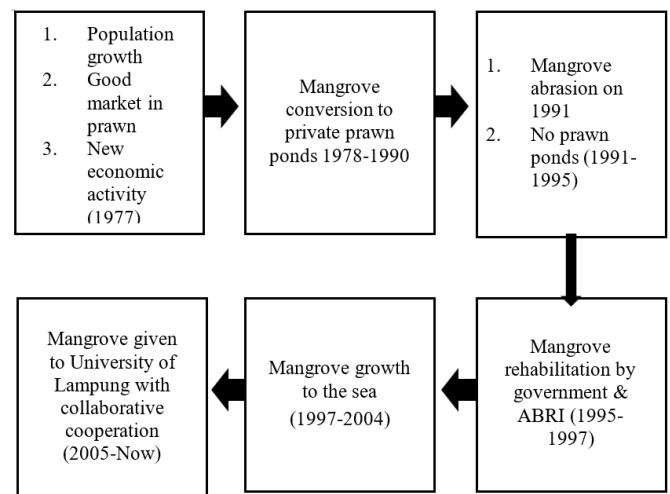 1. Population
growth
2. Good
market in
prawn
3. New
economic
activity
(1977)
Mangrove
conversion to
private prawn
ponds 1978-1990
1. Mangrove
abrasion on
1991
2. No prawn
ponds (1991-
1995)
Mangrove
rehabilitation by
government &
ABRI (1995-
1997)
Mangrove growth
to the sea
(1997-2004)
Mangrove given
to University of
Lampung with
collaborative
cooperation
(2005-Now)